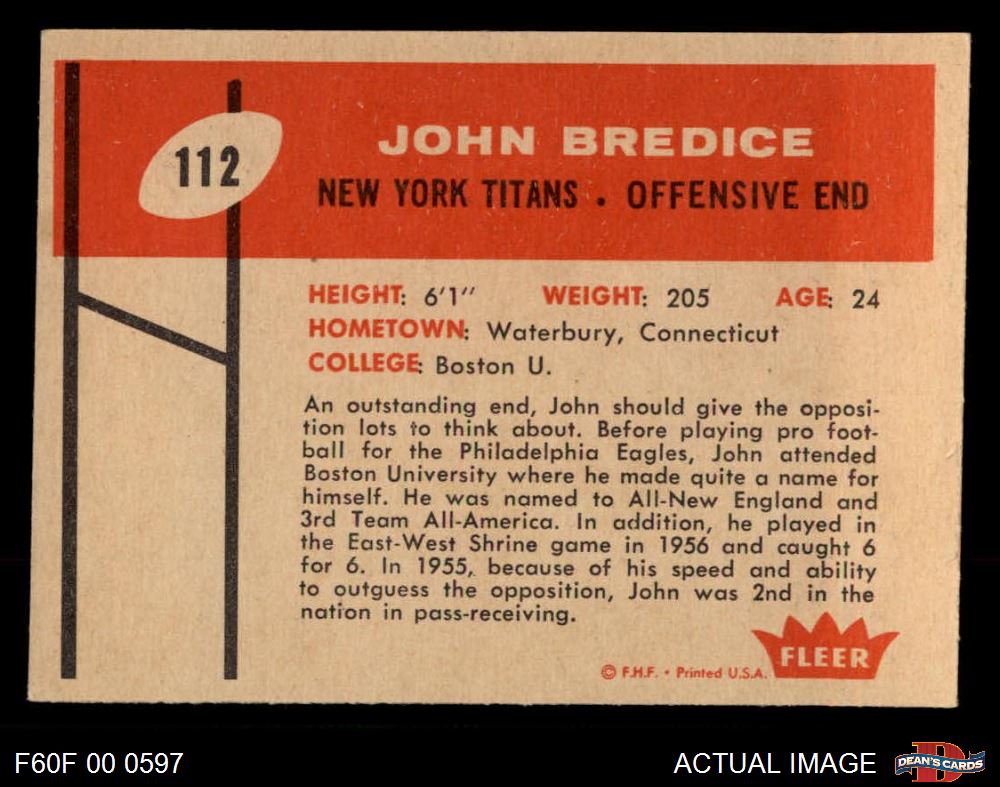 112
JOHN BREDICE
NEW YORK TITANS • OFFENSIVE END
HEIGHT: 6'1" WEIGHT: 205 AGE: 24
HOMETOWN: Waterbury, Connecticut
COLLEGE: Boston U.
An outstanding end, John should give the opposi-
tion lots to think about. Before playing pro foot-
ball for the Philadelphia Eagles, John attended
Boston University where he made quite a name for
himself. He was named to All-New England and
3rd Team All-America. In addition, he played in
the East-West Shrine game in 1956 and caught 6
for 6. In 1955, because of his speed and ability
to outguess the opposition, John was 2nd in the
nation in pass-receiving.
FLEER
© F.H.F. • Printed U.S.A.
F60F 00 0597
ACTUAL IMAGE
D
DEAN'S CARDS